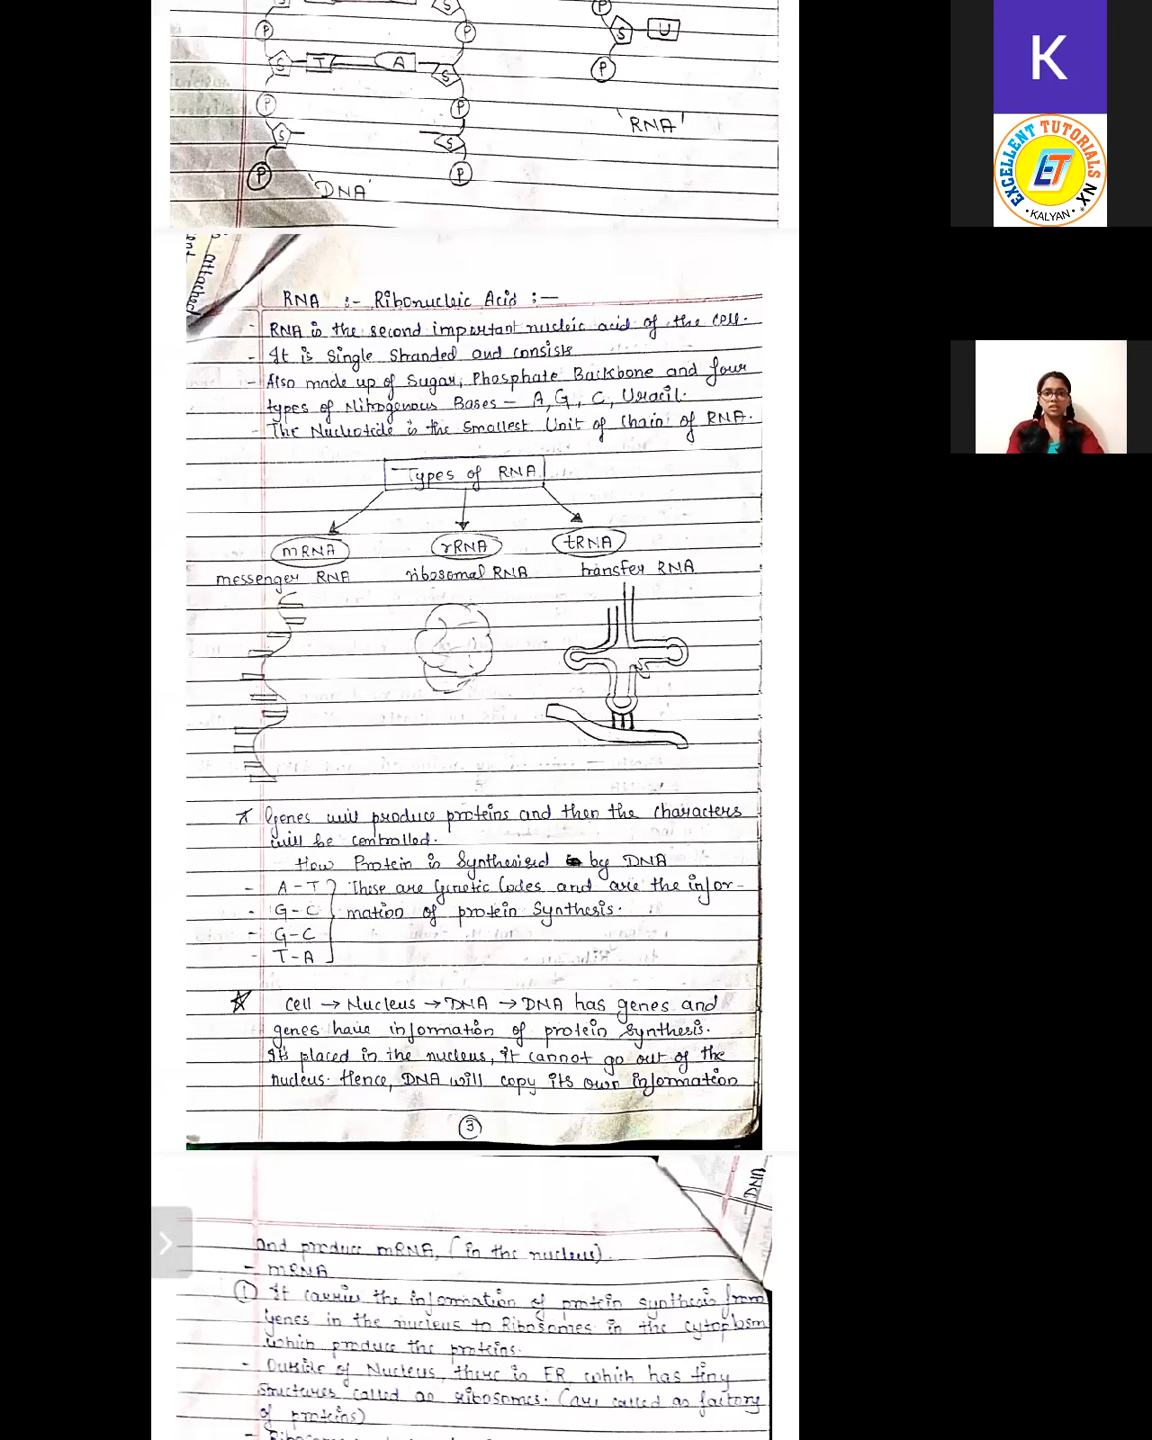 S
S
P
P
P
S
U
S
T
A
S
P
P
P
'RNA'
S
S
P
P
'DNA'
K
EXCELLENT TUTORIALS NX
ET
KALYAN
attached
RNA :- Ribonucleic Acid :-
- RNA is the second important nucleic acid of the cell.
- It is Single Stranded and consists
- Also made up of Sugar, Phosphate Backbone and four
types of Nitrogenous Bases - A, G, C, Uracil.
- The Nucleotide is the Smallest Unit of Chain of RNA.
Types of RNA
mRNA
rRNA
tRNA
messenger RNA
ribosomal RNA
transfer RNA
Genes will produce proteins and then the characters
will be controlled.
How Protein is Synthesized by DNA
- A-T } These are Genetic Codes and are the infor-
- G-C mation of protein Synthesis.
- G-C
- T-A
☆ Cell → Nucleus → DNA → DNA has genes and
genes have information of protein synthesis.
It's placed in the nucleus, it cannot go out of the
nucleus. Hence, DNA will copy its own information
3
and produce mRNA, (in the nucleus).
- mRNA
① It carries the information of protein synthesis from
genes in the nucleus to Ribosomes in the cytoplasm
which produce the proteins.
- Outside of Nucleus, there is ER which has tiny
structures called as ribosomes. (are called as factory
of proteins)